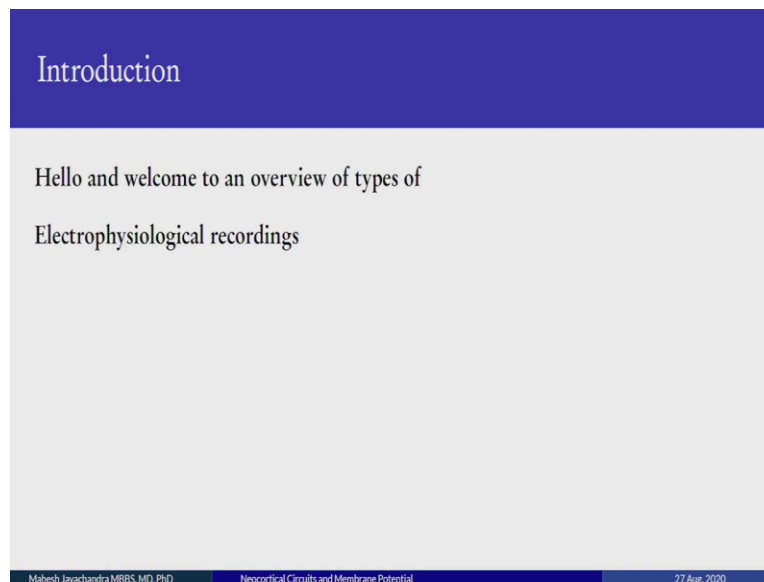 Introduction
Hello and welcome to an overview of types of
Electrophysiological recordings
Mahesh Jayachandra MBBS, MD, PhD
Neocortical Circuits and Membrane Potential
27 Aug, 2020